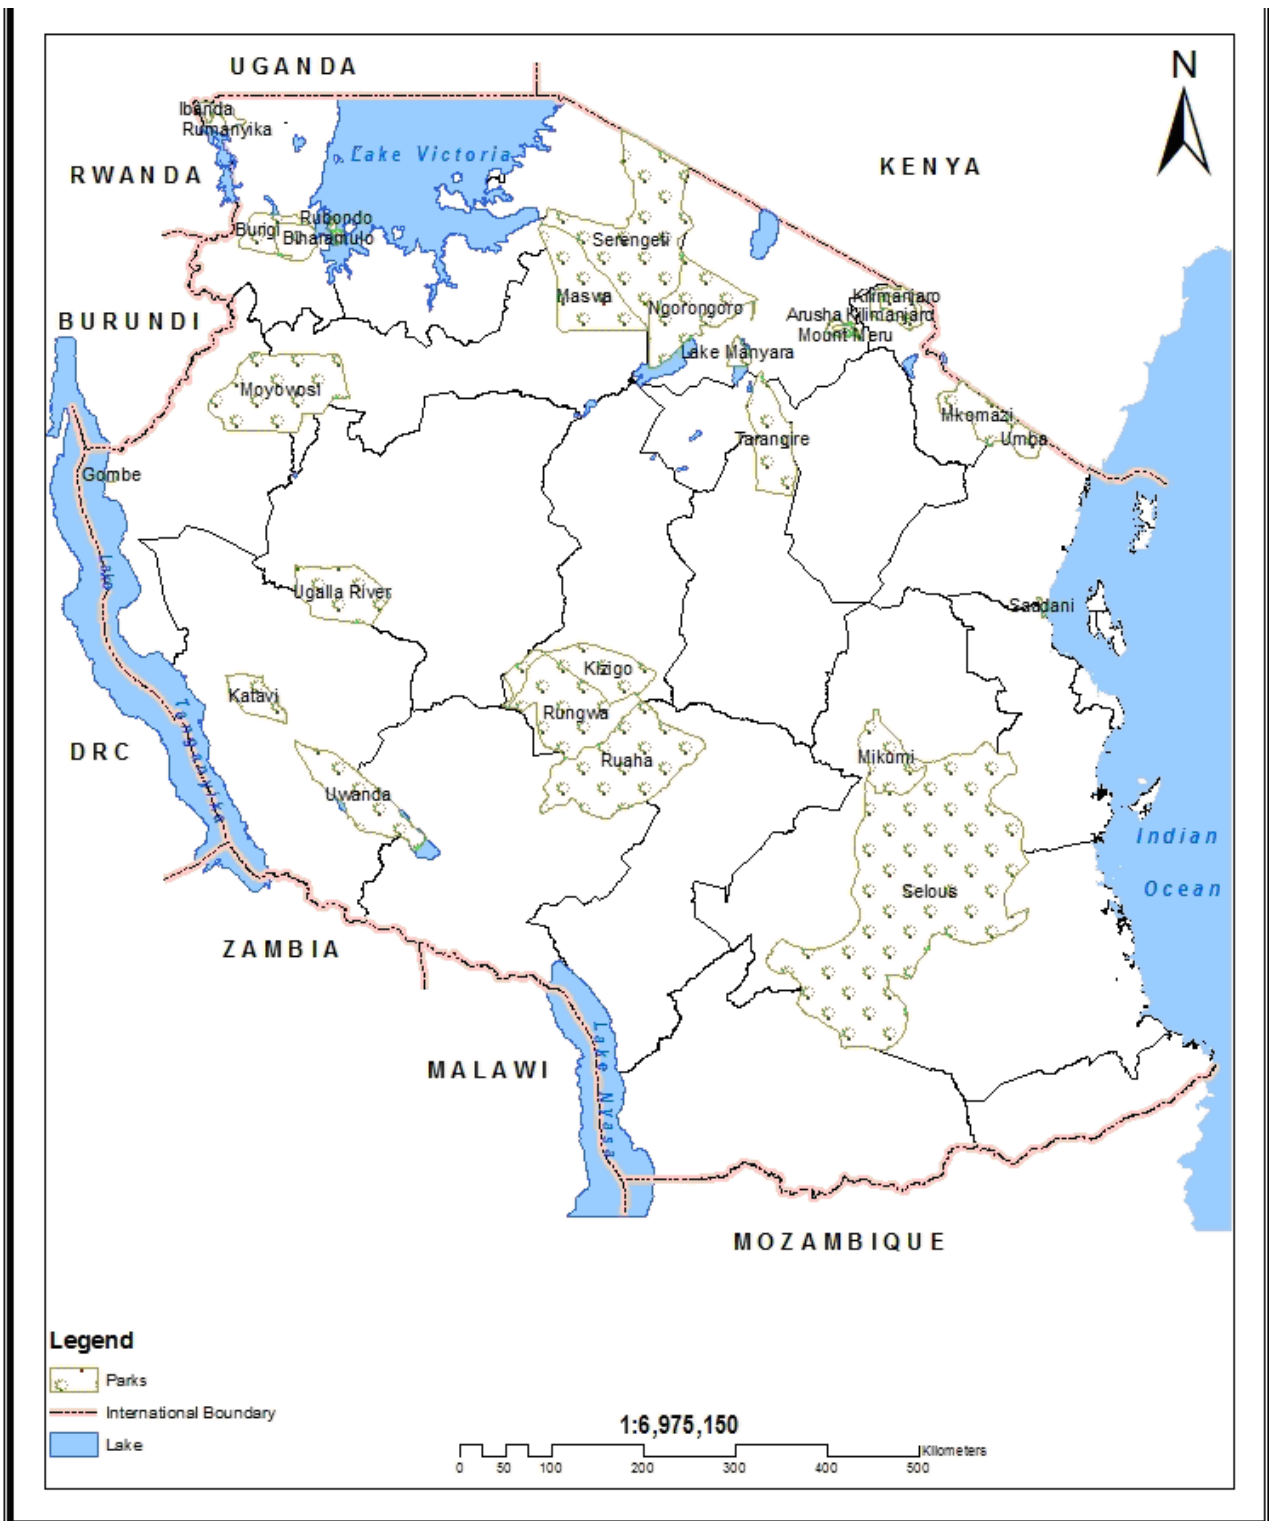 N
UGANDA
Ibanda
Rumanyika
Lake Victoria
RWANDA
KENYA
Burigi
Rubondo
Biharamulo
Serengeti
Maswa
Ngorongoro
Kilimanjaro
Arusha Kilimanjaro
Mount Meru
BURUNDI
Lake Manyara
Moyowosi
Mkomazi
Umba
Tarangire
Gombe
Lake
Tanganyika
Ugalla River
Saadani
Katavi
Kizigo
Rungwa
Ruaha
Mikomi
DRC
Uwanda
Indian
Ocean
Selous
ZAMBIA
MALAWI
Lake Nyasa
MOZAMBIQUE
Legend
Parks
International Boundary
Lake
1:6,975,150
Kilometers
0 50 100 200 300 400 500